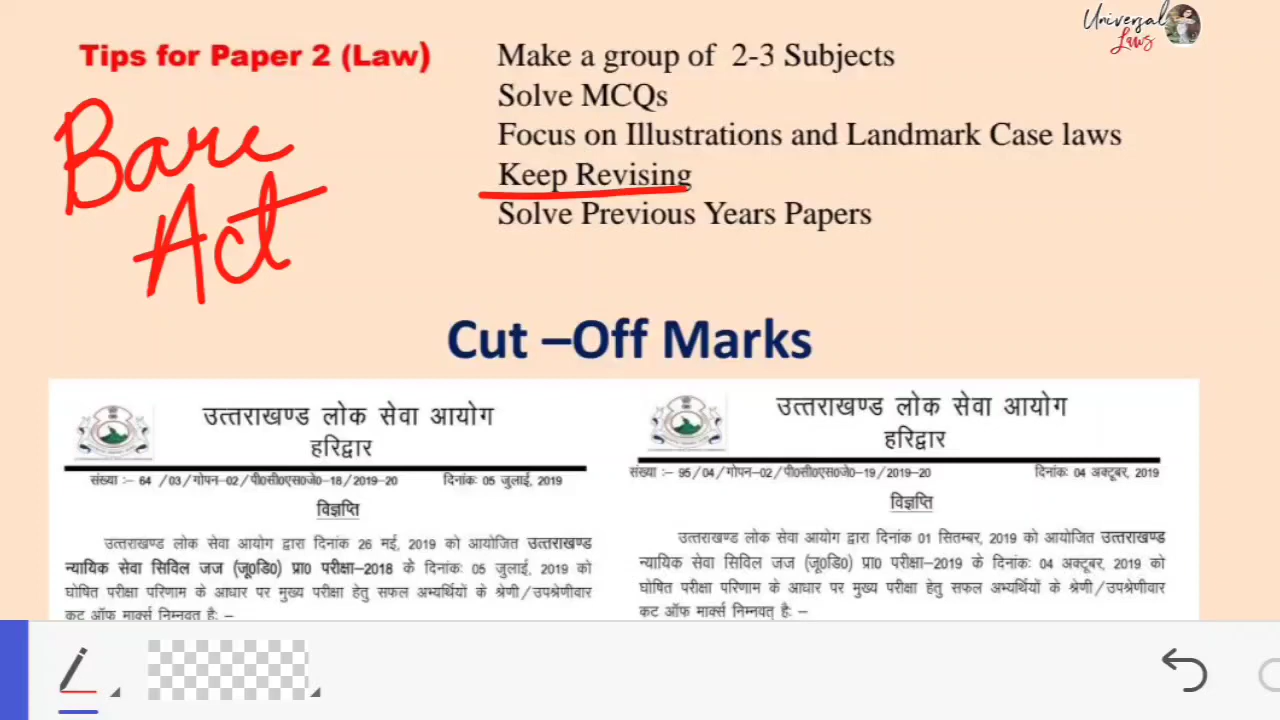 Universal
Laws
Tips for Paper 2 (Law)
Make a group of 2-3 Subjects
Solve MCQs
Focus on Illustrations and Landmark Case laws
Keep Revising
Solve Previous Years Papers
Bare
Act
Cut –Off Marks
उत्तराखण्ड लोक सेवा आयोग
हरिद्वार
संख्या :- 64 /03/गोपन-02/पी0सी0एस0जे0-18/2019-20 दिनांक: 05 जुलाई, 2019
विज्ञप्ति
उत्तराखण्ड लोक सेवा आयोग द्वारा दिनांक 26 मई, 2019 को आयोजित उत्तराखण्ड
न्यायिक सेवा सिविल जज (जू0डि0) प्रा0 परीक्षा-2018 के दिनांक: 05 जुलाई, 2019 को
घोषित परीक्षा परिणाम के आधार पर मुख्य परीक्षा हेतु सफल अभ्यर्थियों के श्रेणी/उपश्रेणीवार
कट ऑफ मार्क्स निम्नवत् है: –
उत्तराखण्ड लोक सेवा आयोग
हरिद्वार
संख्या :- 95/04/गोपन-02/पी0सी0एस0जे0-19/2019-20 दिनांक: 04 अक्टूबर, 2019
विज्ञप्ति
उत्तराखण्ड लोक सेवा आयोग द्वारा दिनांक 01 सितम्बर, 2019 को आयोजित उत्तराखण्ड
न्यायिक सेवा सिविल जज (जू0डि0) प्रा0 परीक्षा-2019 के दिनांक: 04 अक्टूबर, 2019 को
घोषित परीक्षा परिणाम के आधार पर मुख्य परीक्षा हेतु सफल अभ्यर्थियों के श्रेणी/उपश्रेणीवार
कट ऑफ मार्क्स निम्नवत् है: –